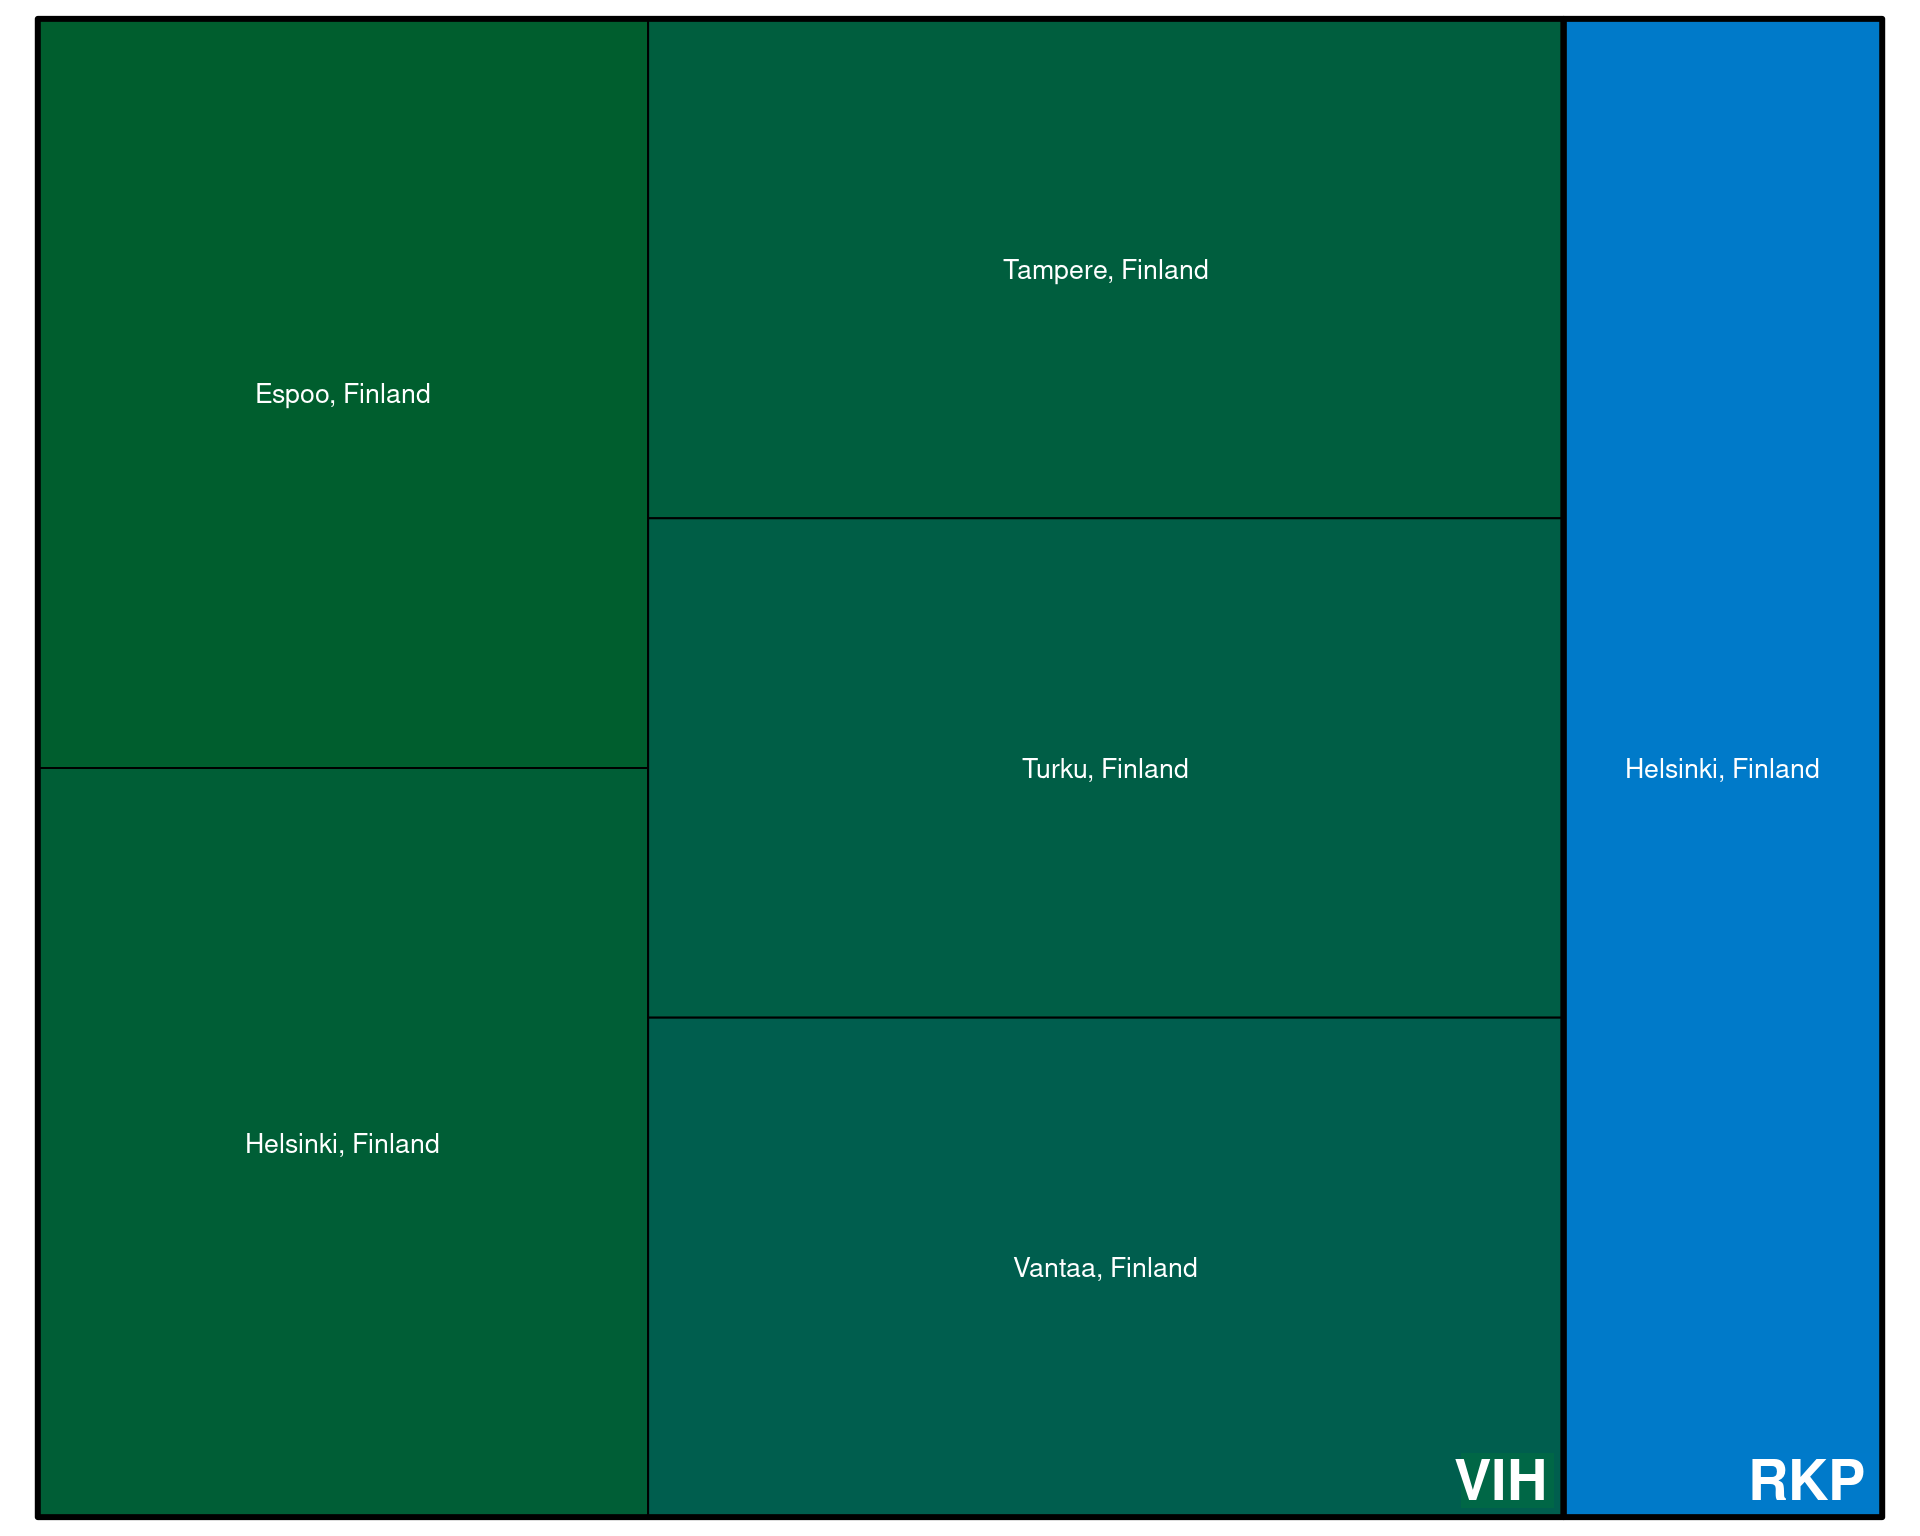 Espoo, Finland
Helsinki, Finland
Tampere, Finland
Turku, Finland
Vantaa, Finland
VIH
Helsinki, Finland
RKP